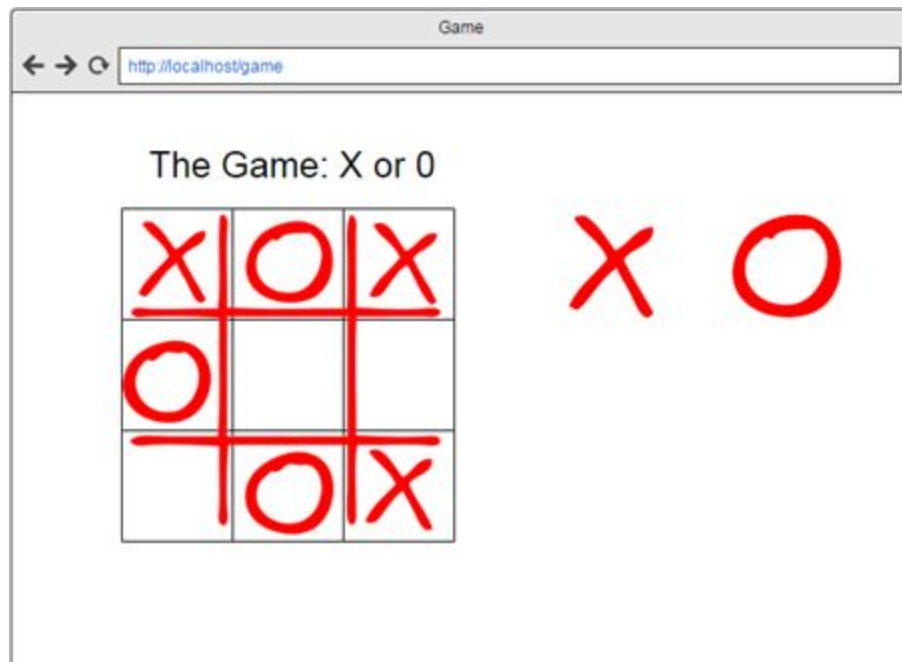 Game
http://localhost/game
The Game: X or 0
X O X
O
O X
X O